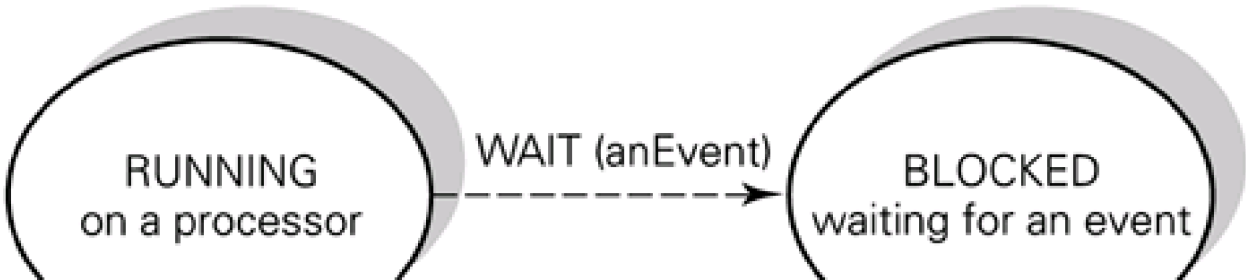 WAIT (anEvent)
RUNNING
on a processor
BLOCKED
waiting for an event